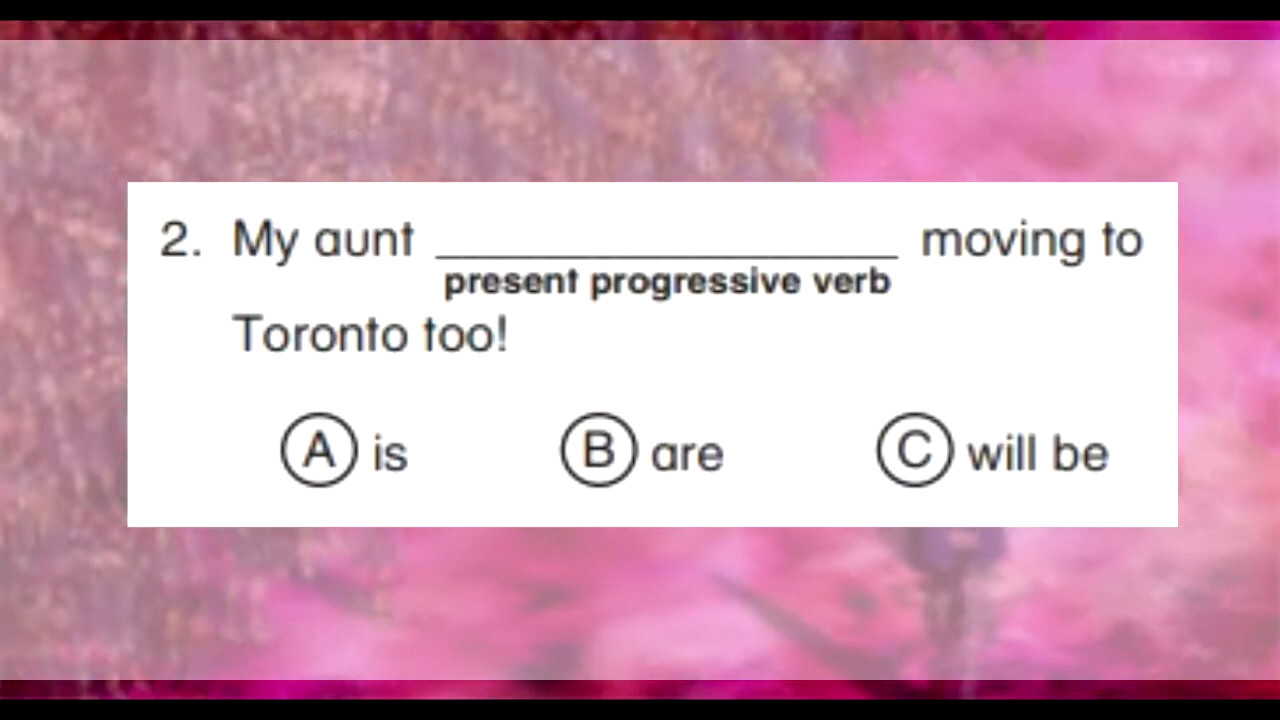 2. My aunt ____________________ moving to
present progressive verb
Toronto too!
A is B are C will be